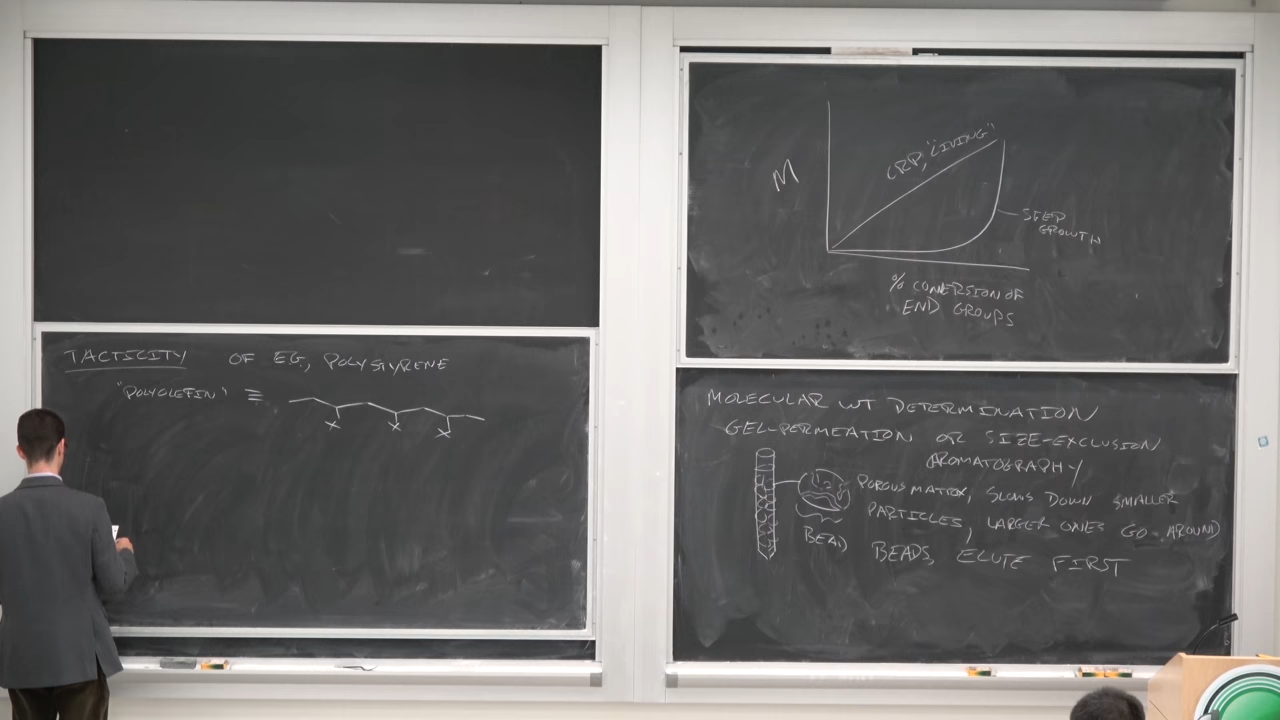 TACTICITY OF EG, POLYSTYRENE
"POLYOLEFIN" ≡
X X X
M
CRP, "LIVING"
STEP
GROWTH
% CONVERSION OF
END GROUPS
MOLECULAR WT DETERMINATION
GEL-PERMEATION OR SIZE-EXCLUSION
CHROMATOGRAPHY
POROUS MATRIX, SLOWS DOWN SMALLER
PARTICLES, LARGER ONES GO AROUND
BEAD
BEADS, ELUTE FIRST